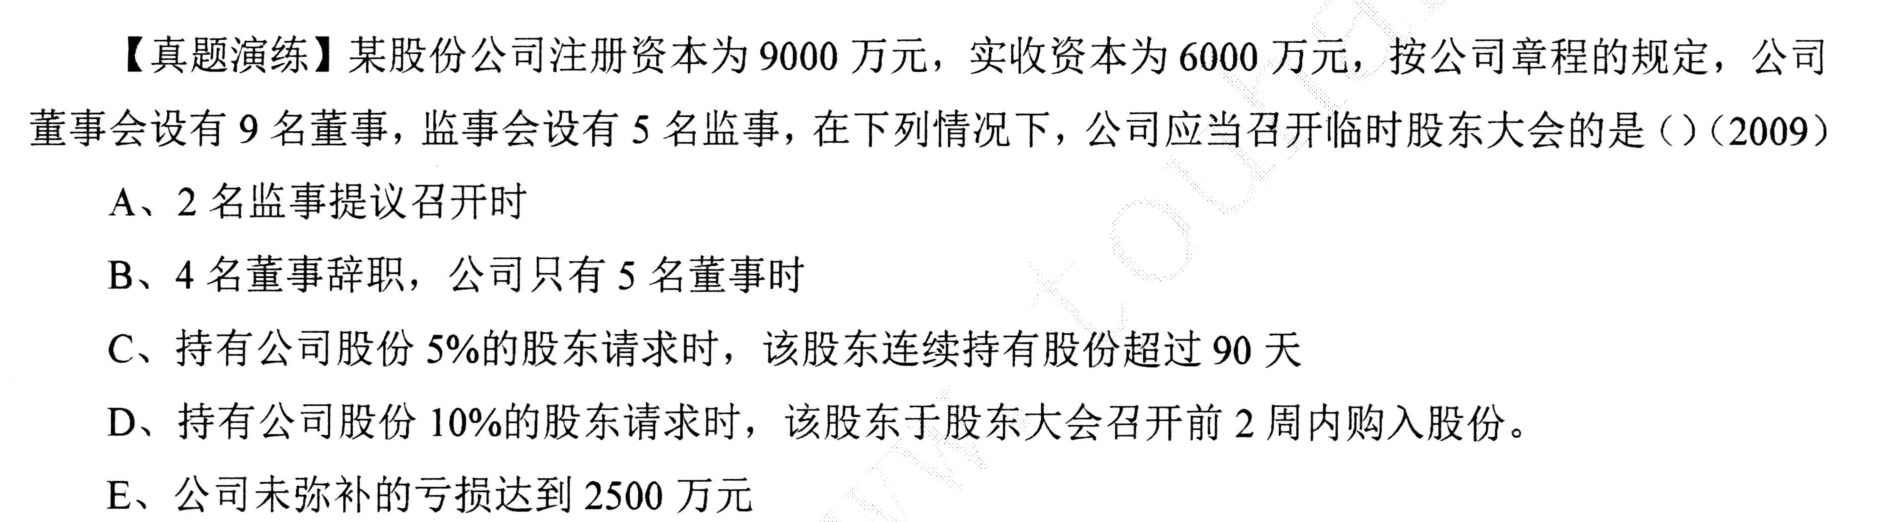 【真题演练】某股份公司注册资本为 9000 万元，实收资本为 6000 万元，按公司章程的规定，公司
董事会设有 9 名董事，监事会设有 5 名监事，在下列情况下，公司应当召开临时股东大会的是（）（2009）
A、2 名监事提议召开时
B、4 名董事辞职，公司只有 5 名董事时
C、持有公司股份 5%的股东请求时，该股东连续持有股份超过 90 天
D、持有公司股份 10%的股东请求时，该股东于股东大会召开前 2 周内购入股份。
E、公司未弥补的亏损达到 2500 万元